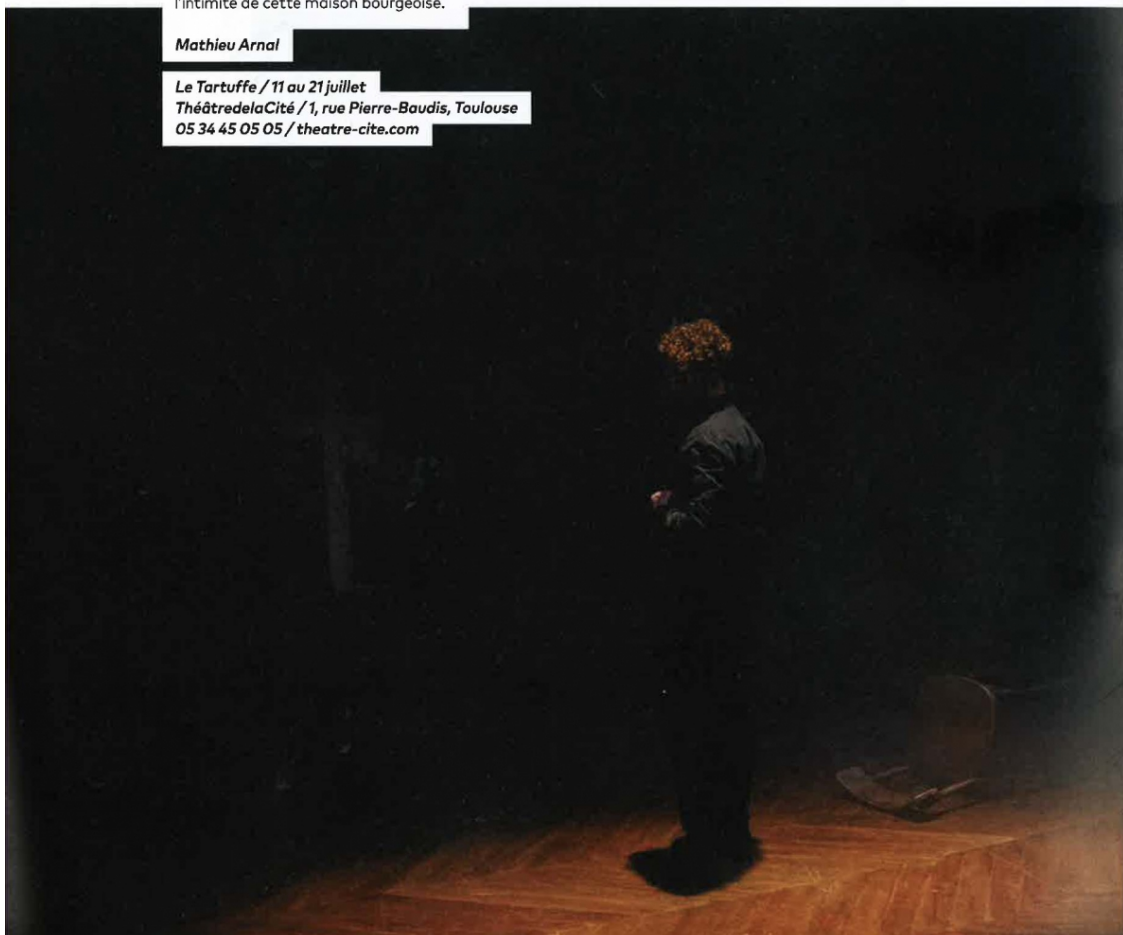 l'intimité de cette maison bourgeoise.
Mathieu Arnal
Le Tartuffe / 11 au 21 juillet
ThéâtredelaCité / 1, rue Pierre-Baudis, Toulouse
05 34 45 05 05 / theatre-cite.com